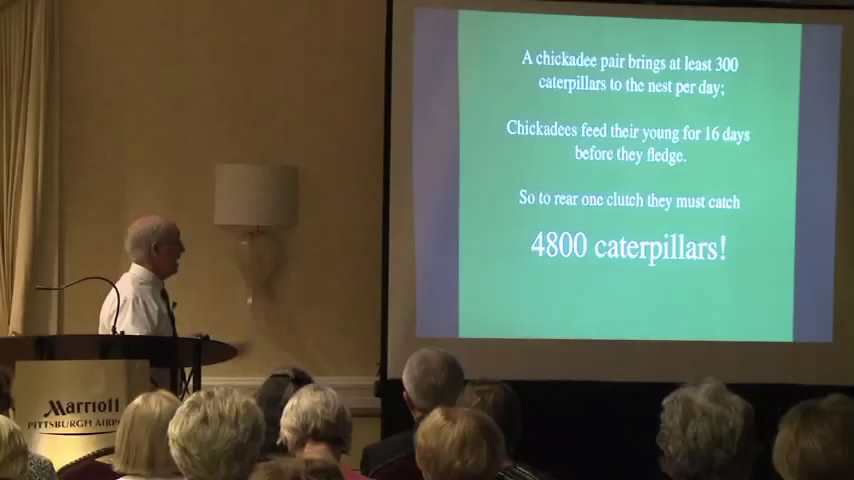 A chickadee pair brings at least 300
caterpillars to the nest per day;
Chickadees feed their young for 16 days
before they fledge.
So to rear one clutch they must catch
4800 caterpillars!
Marriott
PITTSBURGH AIRP